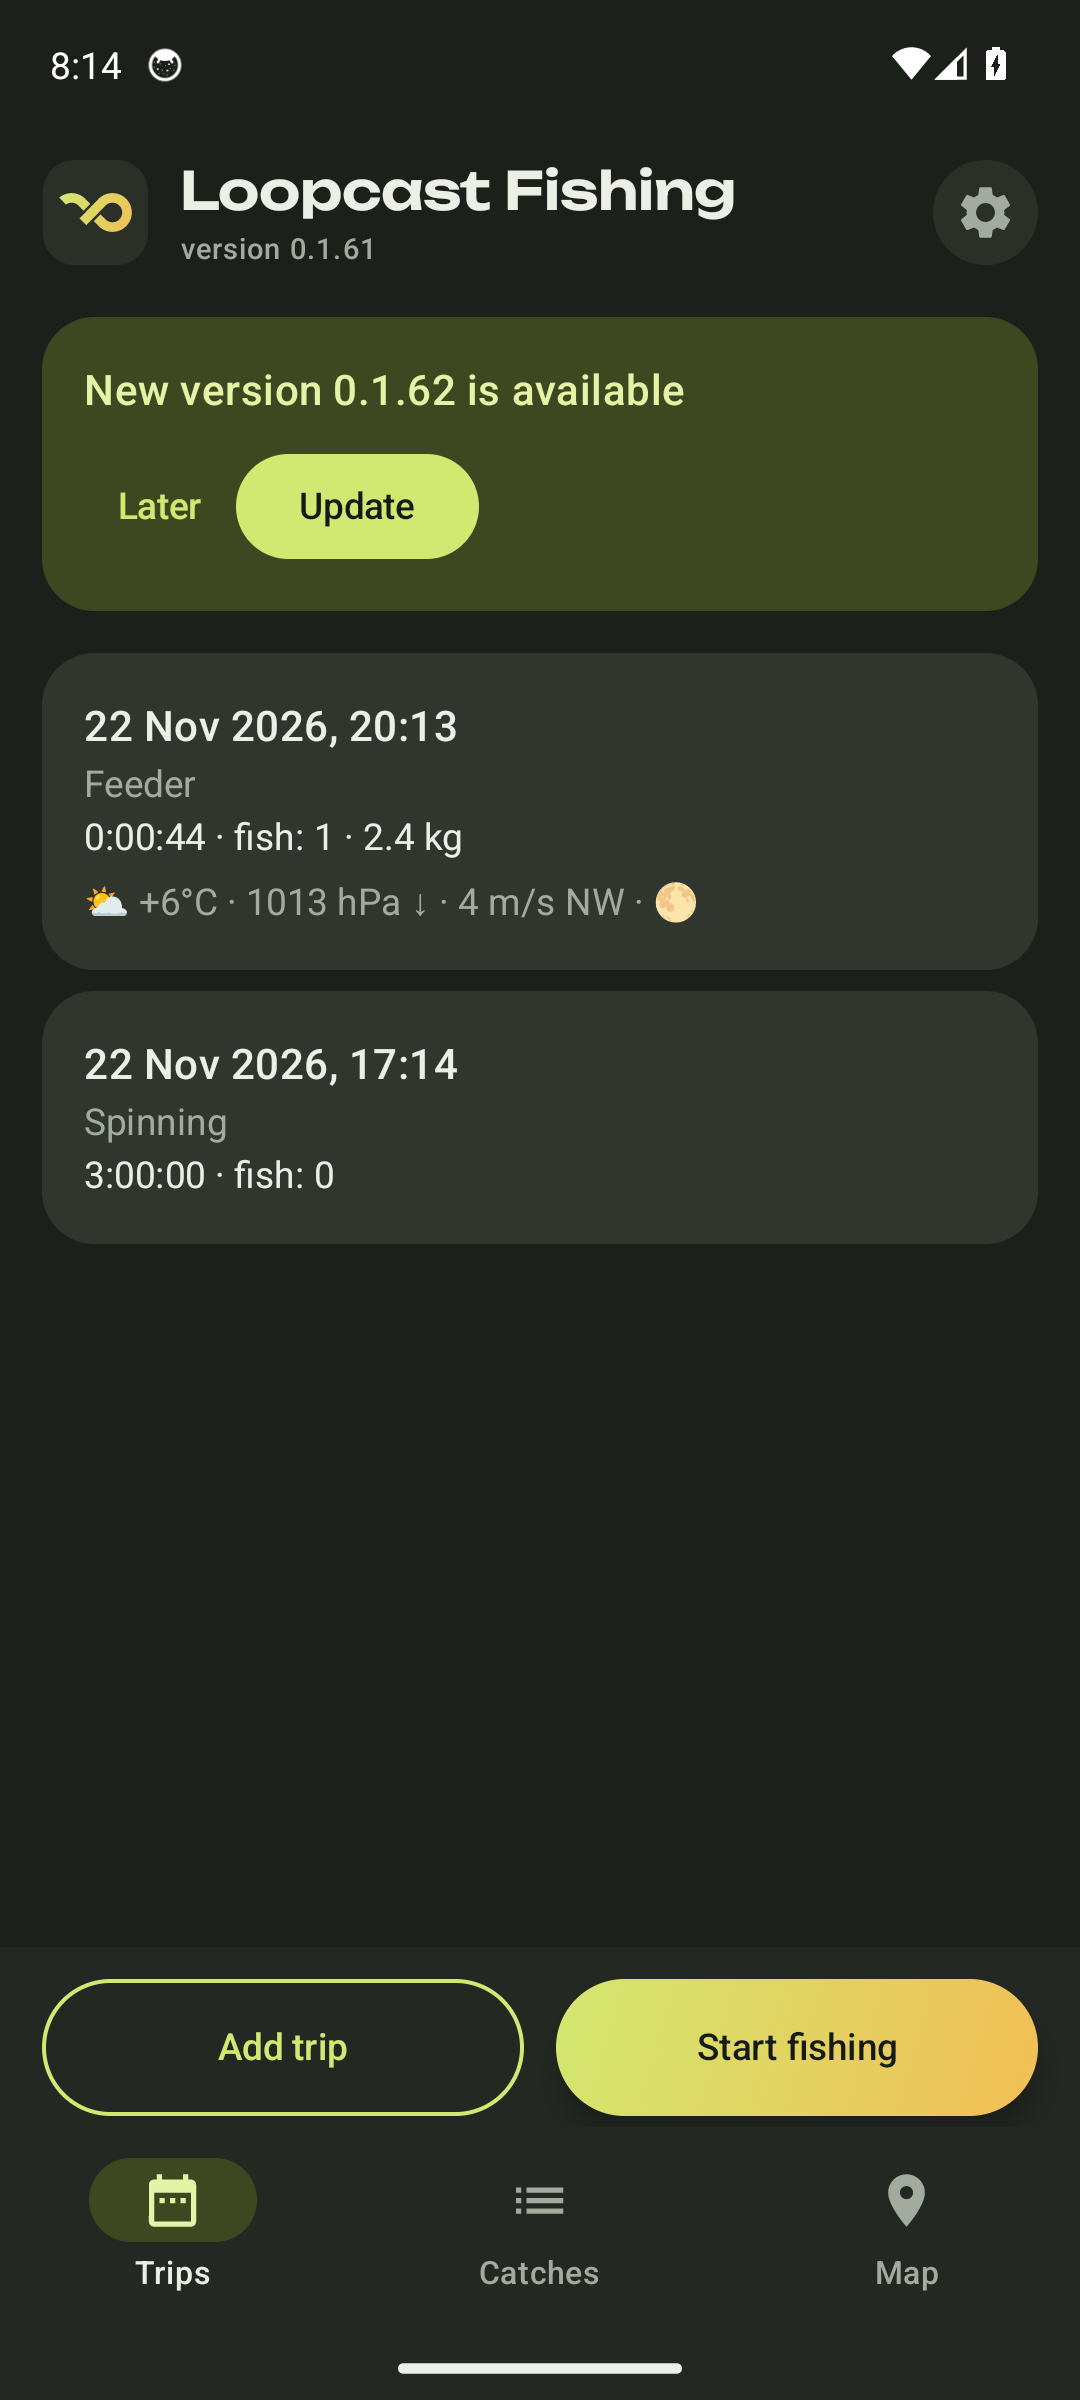 8:14
Loopcast Fishing
version 0.1.61
New version 0.1.62 is available
Later
Update
22 Nov 2026, 20:13
Feeder
0:00:44 · fish: 1 · 2.4 kg
⛅ +6°C · 1013 hPa ↓ · 4 m/s NW · 🌕
22 Nov 2026, 17:14
Spinning
3:00:00 · fish: 0
Add trip
Start fishing
Trips
Catches
Map